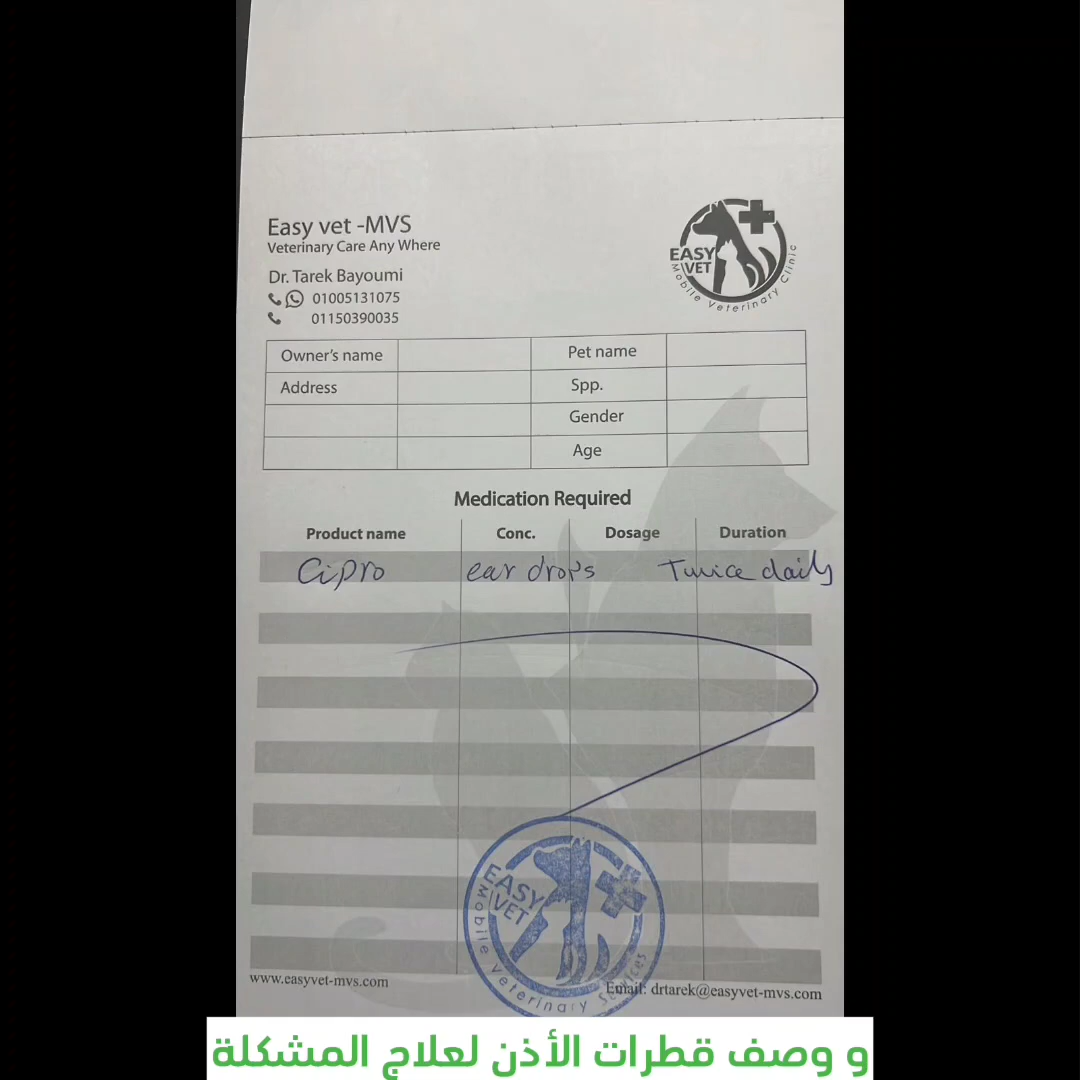 Easy vet -MVS
Veterinary Care Any Where
Dr. Tarek Bayoumi
01005131075
01150390035
EASY
VET
Mobile Veterinary Clinic
Owner's name Pet name
Address Spp.
Gender
Age
Medication Required
Product name Conc. Dosage Duration
Cipro ear drops Twice daily
EASY
VET
Mobile Veterinary Services
www.easyvet-mvs.com Email: drtarek@easyvet-mvs.com
و وصف قطرات الأذن لعلاج المشكلة